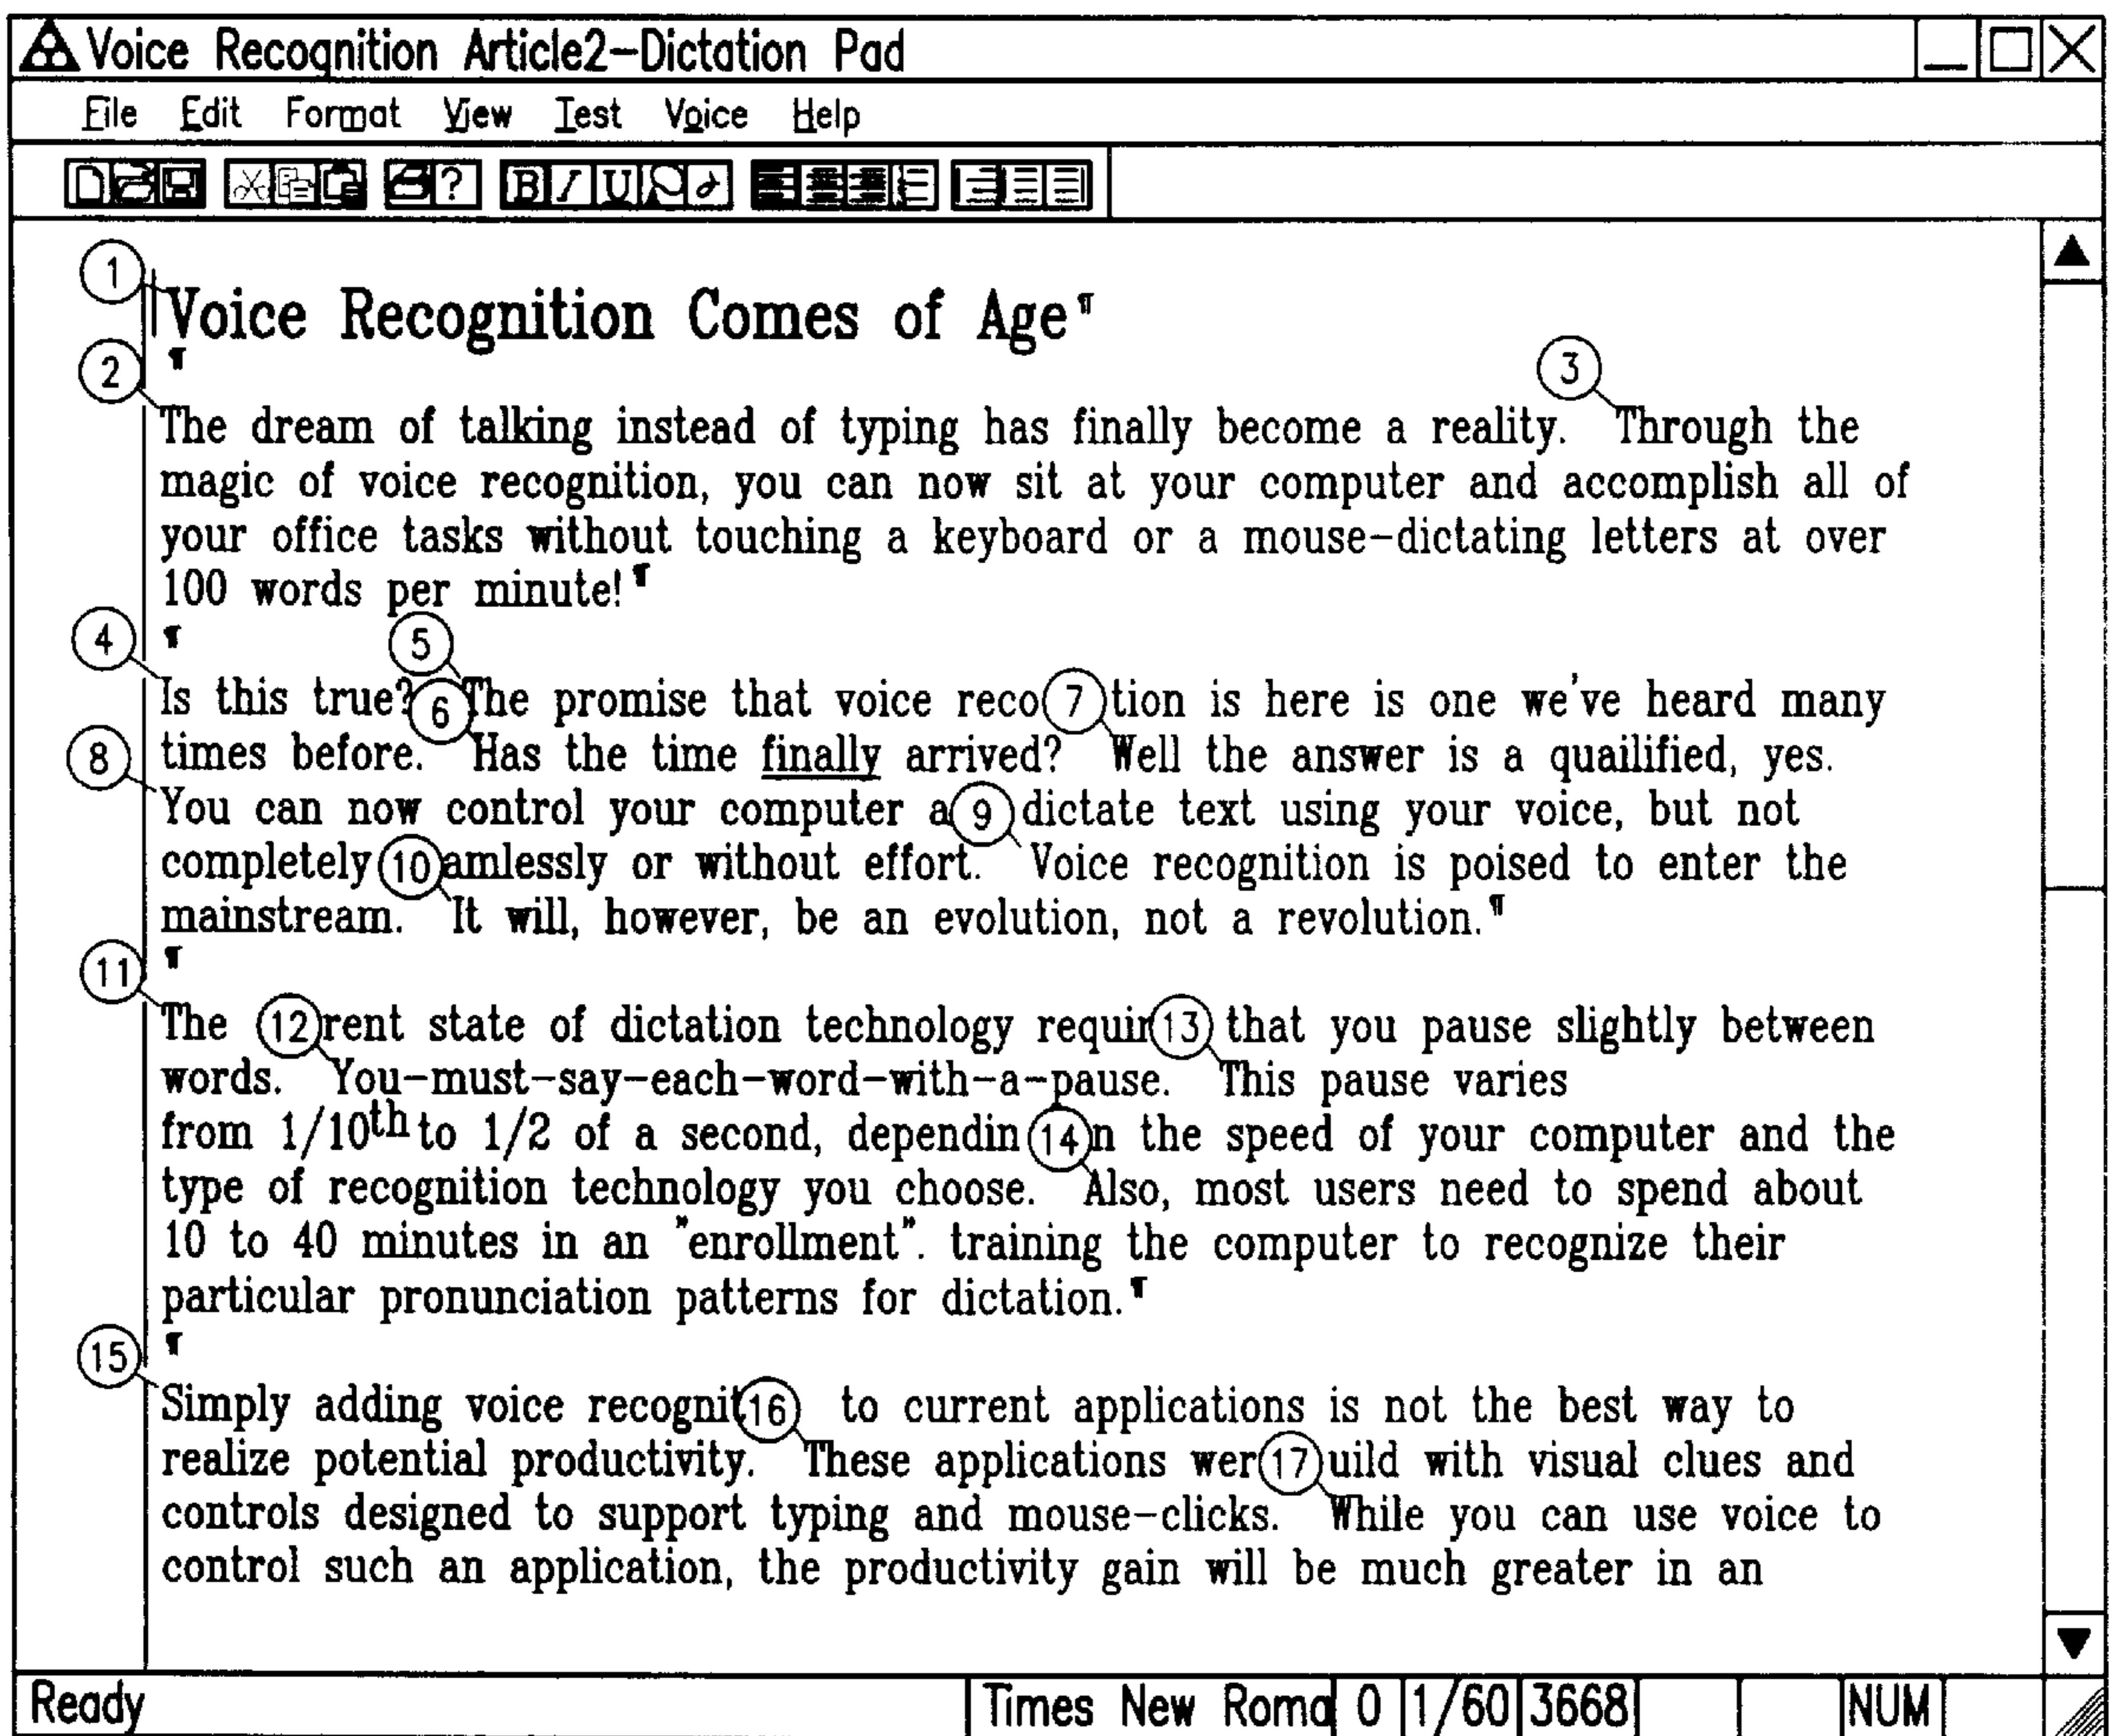 Voice Recognition Article2-Dictation Pad
File Edit Format View Test Voice Help
? B I U
1
Voice Recognition Comes of Age¶
2 ¶ 3
The dream of talking instead of typing has finally become a reality. Through the
magic of voice recognition, you can now sit at your computer and accomplish all of
your office tasks without touching a keyboard or a mouse-dictating letters at over
100 words per minute!¶
4 ¶ 5
Is this true? 6 The promise that voice reco 7 tion is here is one we've heard many
8 times before. Has the time finally arrived? Well the answer is a quailified, yes.
You can now control your computer a 9 dictate text using your voice, but not
completely 10 amlessly or without effort. Voice recognition is poised to enter the
mainstream. It will, however, be an evolution, not a revolution.¶
11 ¶
The 12 rent state of dictation technology requir 13 that you pause slightly between
words. You-must-say-each-word-with-a-pause. This pause varies
from 1/10th to 1/2 of a second, dependin 14 n the speed of your computer and the
type of recognition technology you choose. Also, most users need to spend about
10 to 40 minutes in an "enrollment". training the computer to recognize their
particular pronunciation patterns for dictation.¶
15 ¶
Simply adding voice recognit 16 to current applications is not the best way to
realize potential productivity. These applications wer 17 uild with visual clues and
controls designed to support typing and mouse-clicks. While you can use voice to
control such an application, the productivity gain will be much greater in an
Ready Times New Roma 0 1/60 3668 NUM